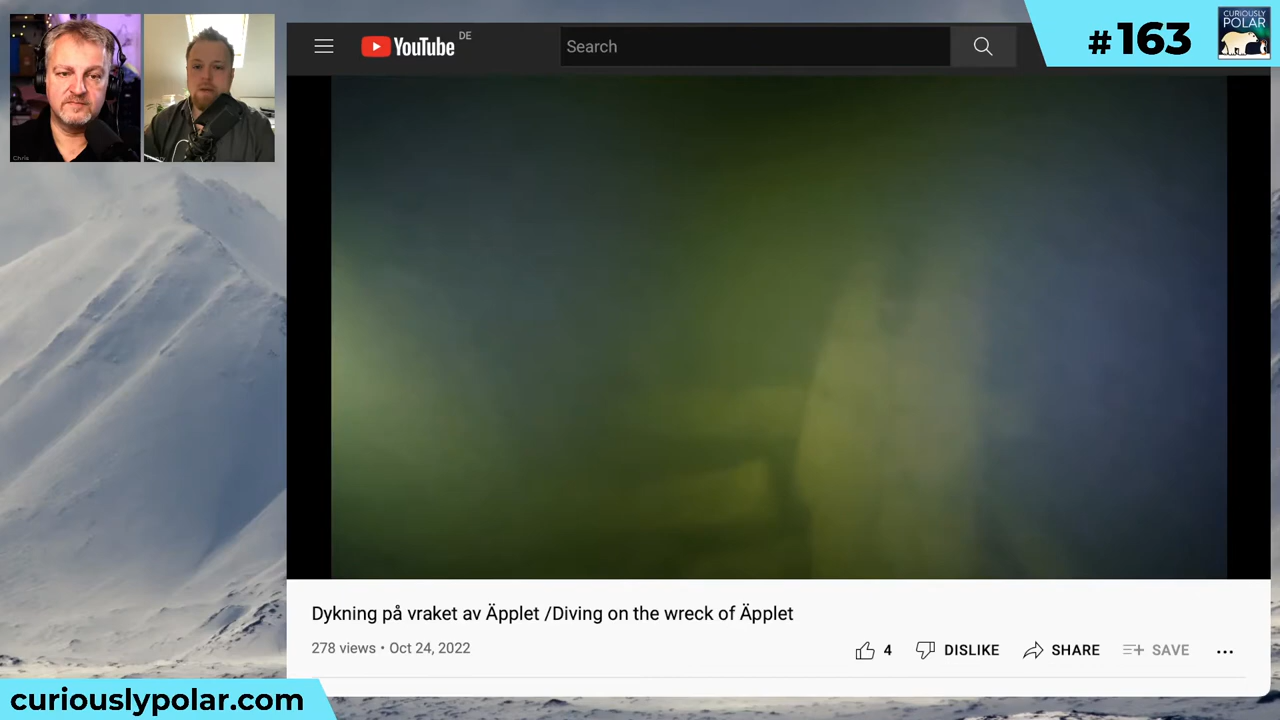 Chris
YouTube DE
Search
#163
CURIOUSLY
POLAR
Dykning på vraket av Äpplet /Diving on the wreck of Äpplet
278 views • Oct 24, 2022
4
DISLIKE
SHARE
SAVE
curiouslypolar.com